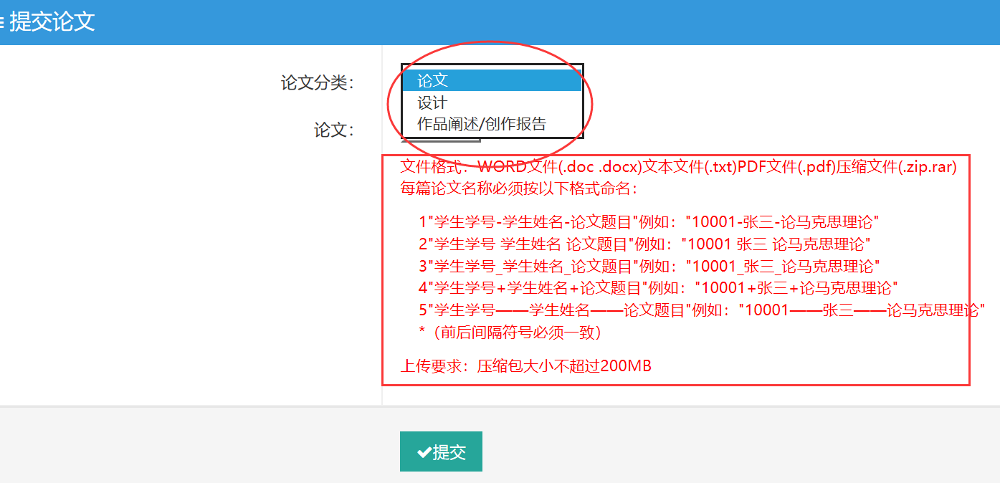 提交论文
论文分类：
论文
设计
作品阐述/创作报告
论文：
文件格式：WORD文件(.doc .docx)文本文件(.txt)PDF文件(.pdf)压缩文件(.zip.rar)
每篇论文名称必须按以下格式命名：
1"学生学号-学生姓名-论文题目"例如："10001-张三-论马克思理论"
2"学生学号 学生姓名 论文题目"例如："10001 张三 论马克思理论"
3"学生学号_学生姓名_论文题目"例如："10001_张三_论马克思理论"
4"学生学号+学生姓名+论文题目"例如："10001+张三+论马克思理论"
5"学生学号——学生姓名——论文题目"例如："10001——张三——论马克思理论"
*（前后间隔符号必须一致）
上传要求：压缩包大小不超过200MB
提交